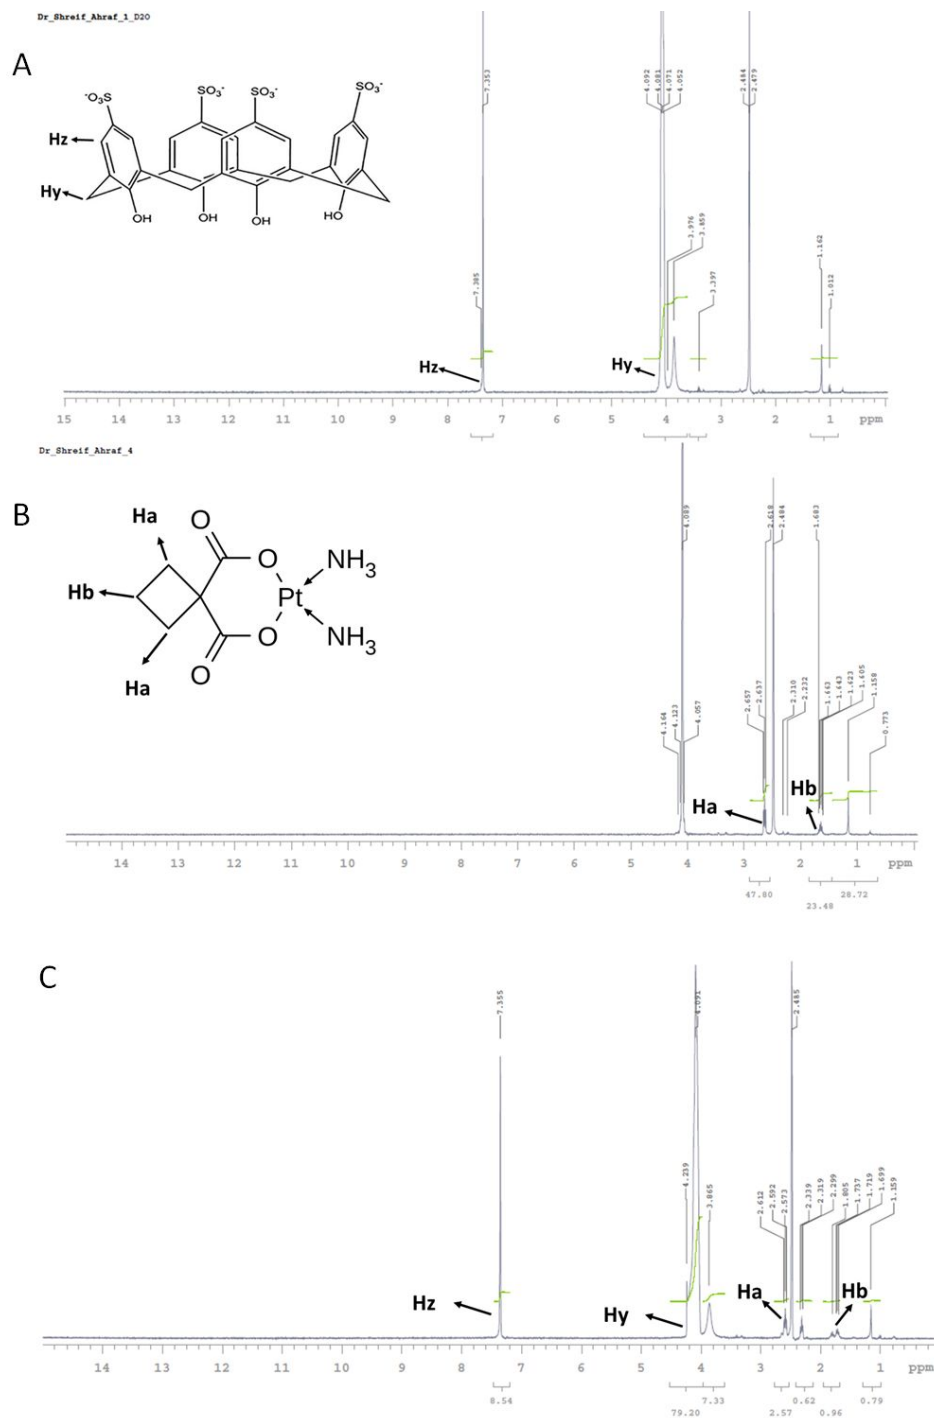 Dr_Shreif_Ahraf_1_D2O
A
-O3S SO3- SO3- SO3-
Hz
Hy
OH OH OH HO
7.385
7.353
4.092
4.081
4.071
4.052
3.976
3.859
3.397
2.484
2.479
1.162
1.012
Hz
Hy
15 14 13 12 11 10 9 8 7 6 5 4 3 2 1 ppm
Dr_Shreif_Ahraf_4
B
Ha
Hb
Ha
O O NH3
Pt
O O NH3
4.164
4.123
4.089
4.057
2.657
2.637
2.618
2.484
2.310
2.232
1.683
1.663
1.643
1.623
1.605
1.158
0.773
Ha
Hb
14 13 12 11 10 9 8 7 6 5 4 3 2 1 ppm
47.80 28.72
23.48
C
7.355
4.239
4.091
3.865
2.612
2.592
2.573
2.485
2.339
2.319
2.299
1.805
1.737
1.719
1.699
1.159
Hz
Hy
Ha
Hb
14 13 12 11 10 9 8 7 6 5 4 3 2 1 ppm
8.54 7.33 0.62 0.79
79.20 2.57 0.96